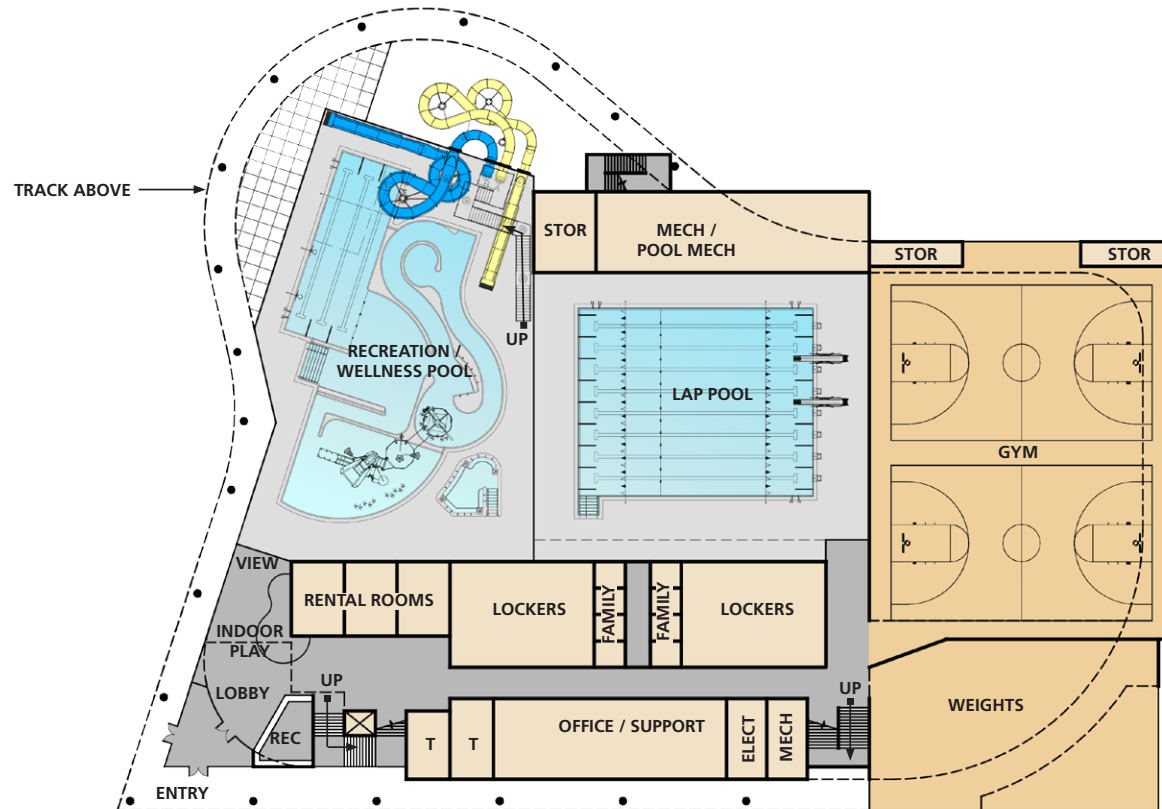 TRACK ABOVE
STOR
MECH /
POOL MECH
STOR
STOR
UP
RECREATION /
WELLNESS POOL
LAP POOL
GYM
VIEW
RENTAL ROOMS
LOCKERS
FAMILY
FAMILY
LOCKERS
INDOOR
PLAY
LOBBY
UP
UP
WEIGHTS
REC
T
T
OFFICE / SUPPORT
ELECT
MECH
ENTRY